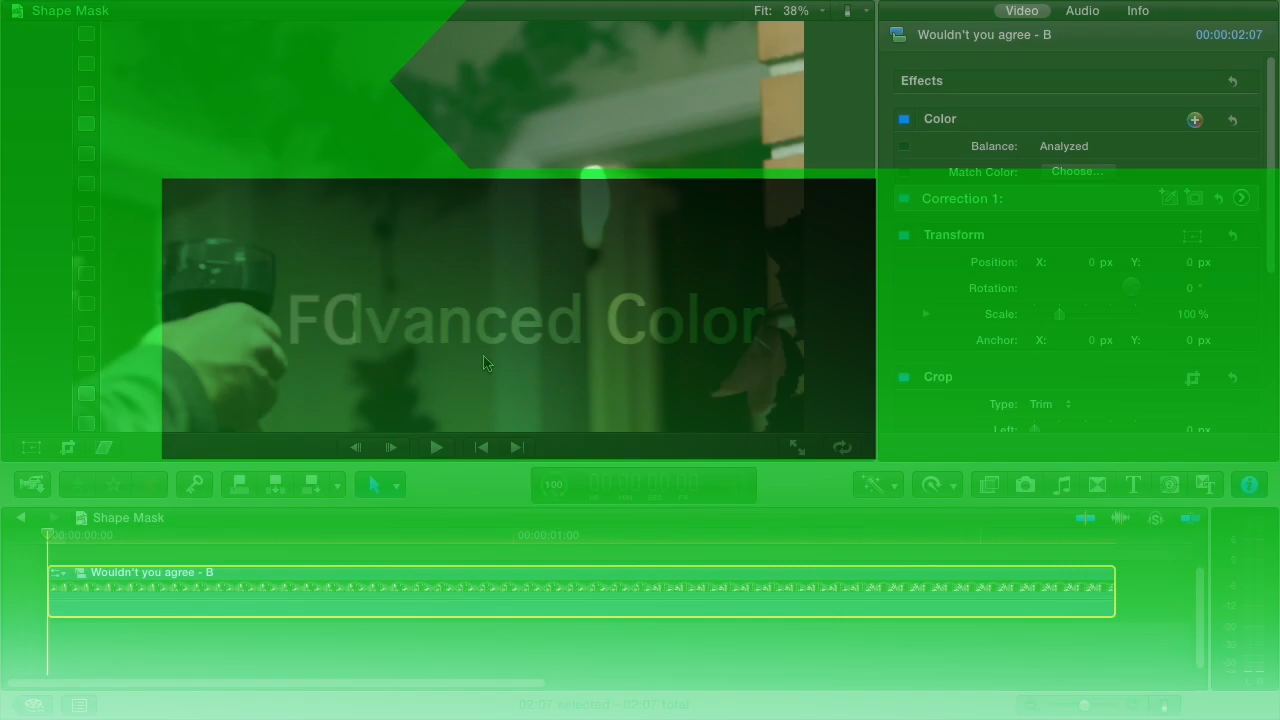 Shape Mask
Fit: 38%
Video Audio Info
Wouldn't you agree - B 00:00:02:07
Effects
Color
Balance: Analyzed
Match Color: Choose...
Correction 1:
Transform
Position: X: 0 px Y: 0 px
Rotation: 0 °
Scale: 100 %
Anchor: X: 0 px Y: 0 px
Crop
Type: Trim
Left: 0 px
dvanced Color
100
Shape Mask
00:00:00:00 00:00:01:00
Wouldn't you agree - B
02:07 selected - 02:07 total